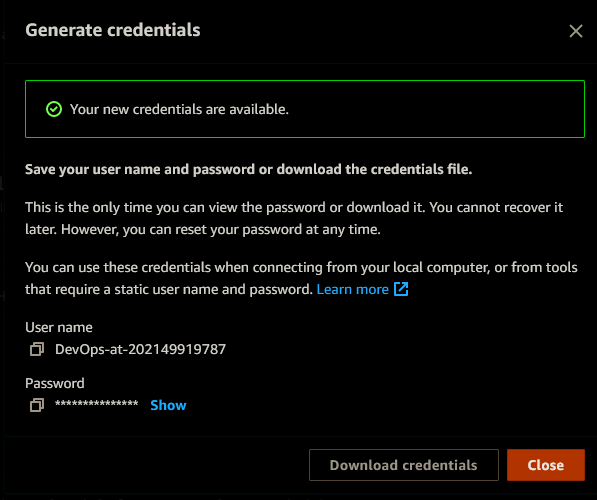 Generate credentials
Your new credentials are available.
Save your user name and password or download the credentials file.
This is the only time you can view the password or download it. You cannot recover it
later. However, you can reset your password at any time.
You can use these credentials when connecting from your local computer, or from tools
that require a static user name and password. Learn more
User name
DevOps-at-202149919787
Password
*************** Show
Download credentials Close